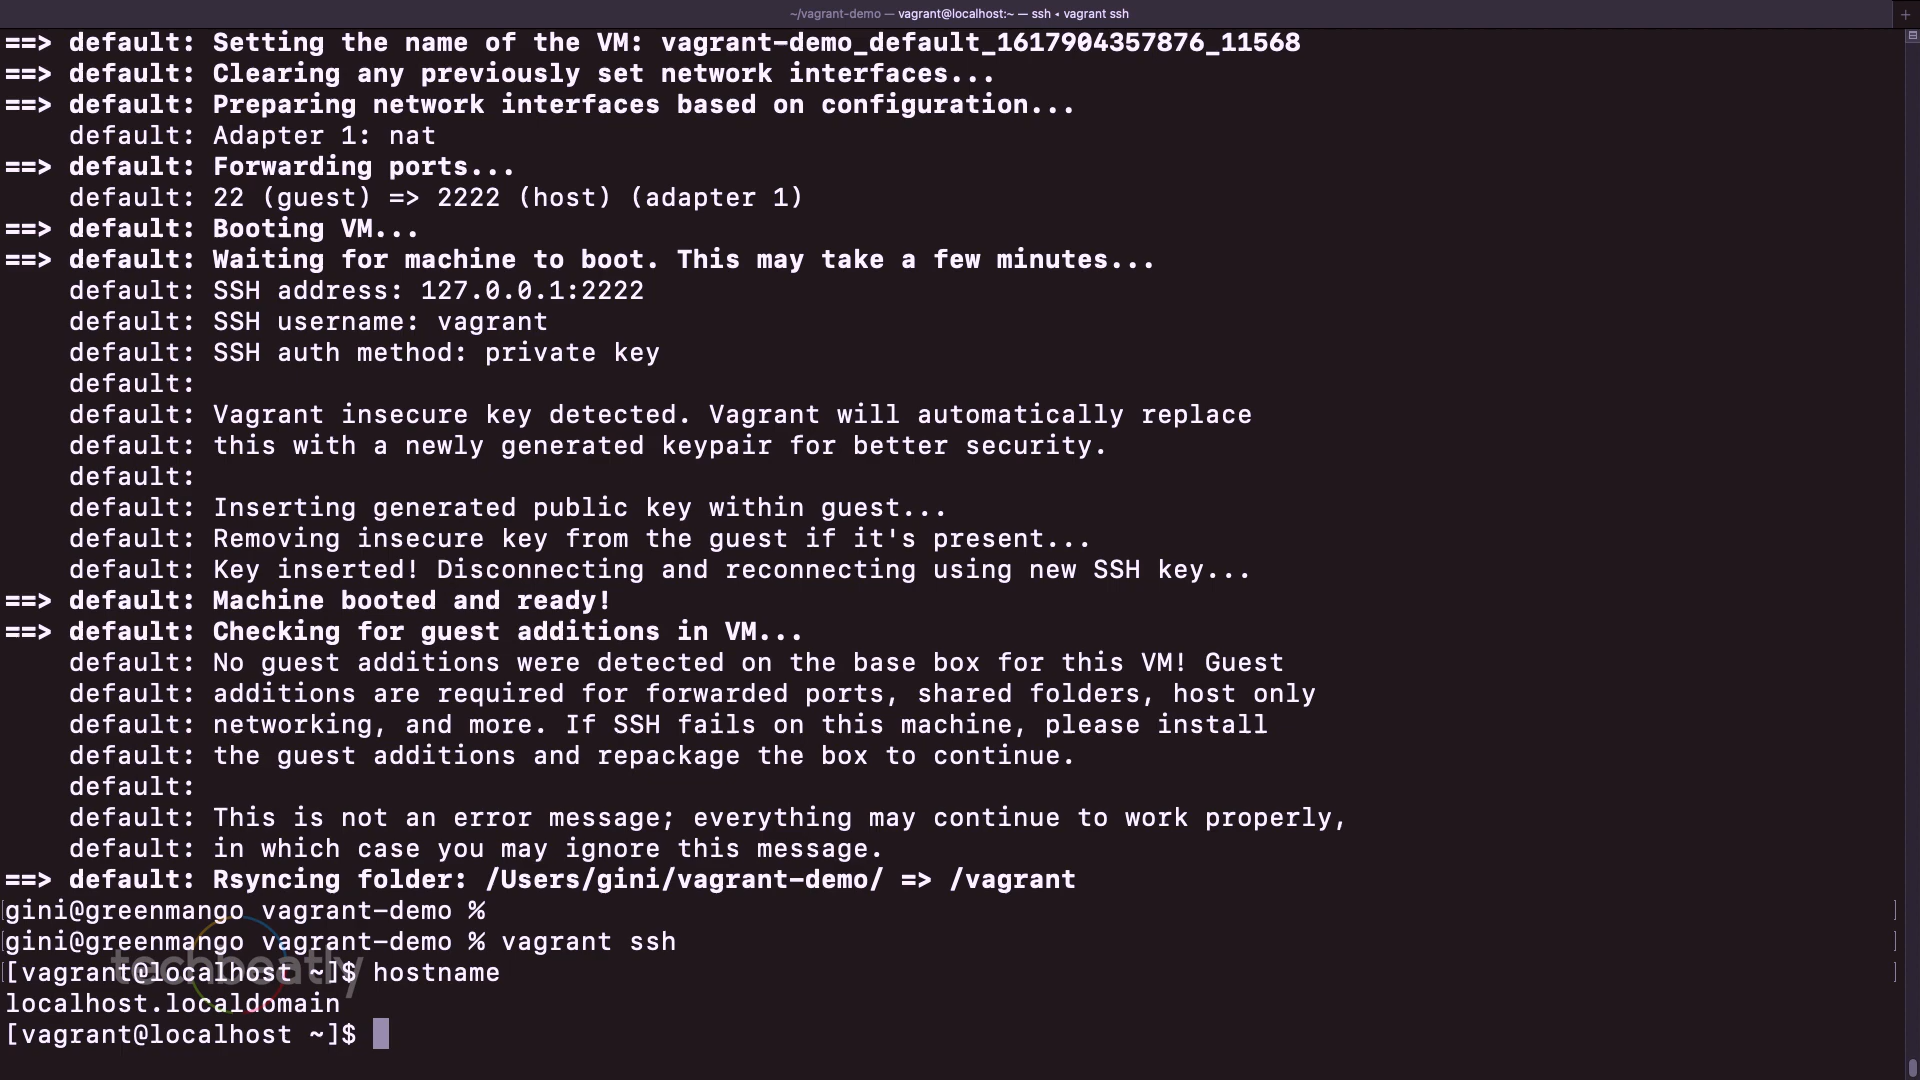 ~/vagrant-demo — vagrant@localhost:~ — ssh ◂ vagrant ssh
==> default: Setting the name of the VM: vagrant-demo_default_1617904357876_11568
==> default: Clearing any previously set network interfaces...
==> default: Preparing network interfaces based on configuration...
    default: Adapter 1: nat
==> default: Forwarding ports...
    default: 22 (guest) => 2222 (host) (adapter 1)
==> default: Booting VM...
==> default: Waiting for machine to boot. This may take a few minutes...
    default: SSH address: 127.0.0.1:2222
    default: SSH username: vagrant
    default: SSH auth method: private key
    default:
    default: Vagrant insecure key detected. Vagrant will automatically replace
    default: this with a newly generated keypair for better security.
    default:
    default: Inserting generated public key within guest...
    default: Removing insecure key from the guest if it's present...
    default: Key inserted! Disconnecting and reconnecting using new SSH key...
==> default: Machine booted and ready!
==> default: Checking for guest additions in VM...
    default: No guest additions were detected on the base box for this VM! Guest
    default: additions are required for forwarded ports, shared folders, host only
    default: networking, and more. If SSH fails on this machine, please install
    default: the guest additions and repackage the box to continue.
    default:
    default: This is not an error message; everything may continue to work properly,
    default: in which case you may ignore this message.
==> default: Rsyncing folder: /Users/gini/vagrant-demo/ => /vagrant
gini@greenmango vagrant-demo %
gini@greenmango vagrant-demo % vagrant ssh
techbeatly
[vagrant@localhost ~]$ hostname
localhost.localdomain
[vagrant@localhost ~]$